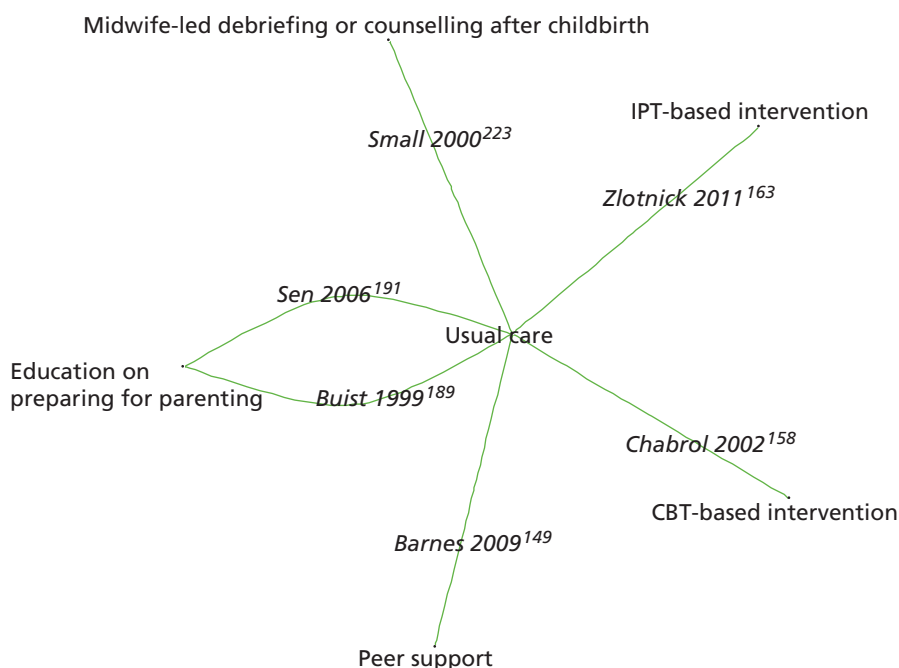 Midwife-led debriefing or counselling after childbirth
IPT-based intervention
Small 2000223
Zlotnick 2011163
Sen 2006191
Usual care
Education on
preparing for parenting
Buist 1999189
Chabrol 2002158
CBT-based intervention
Barnes 2009149
Peer support